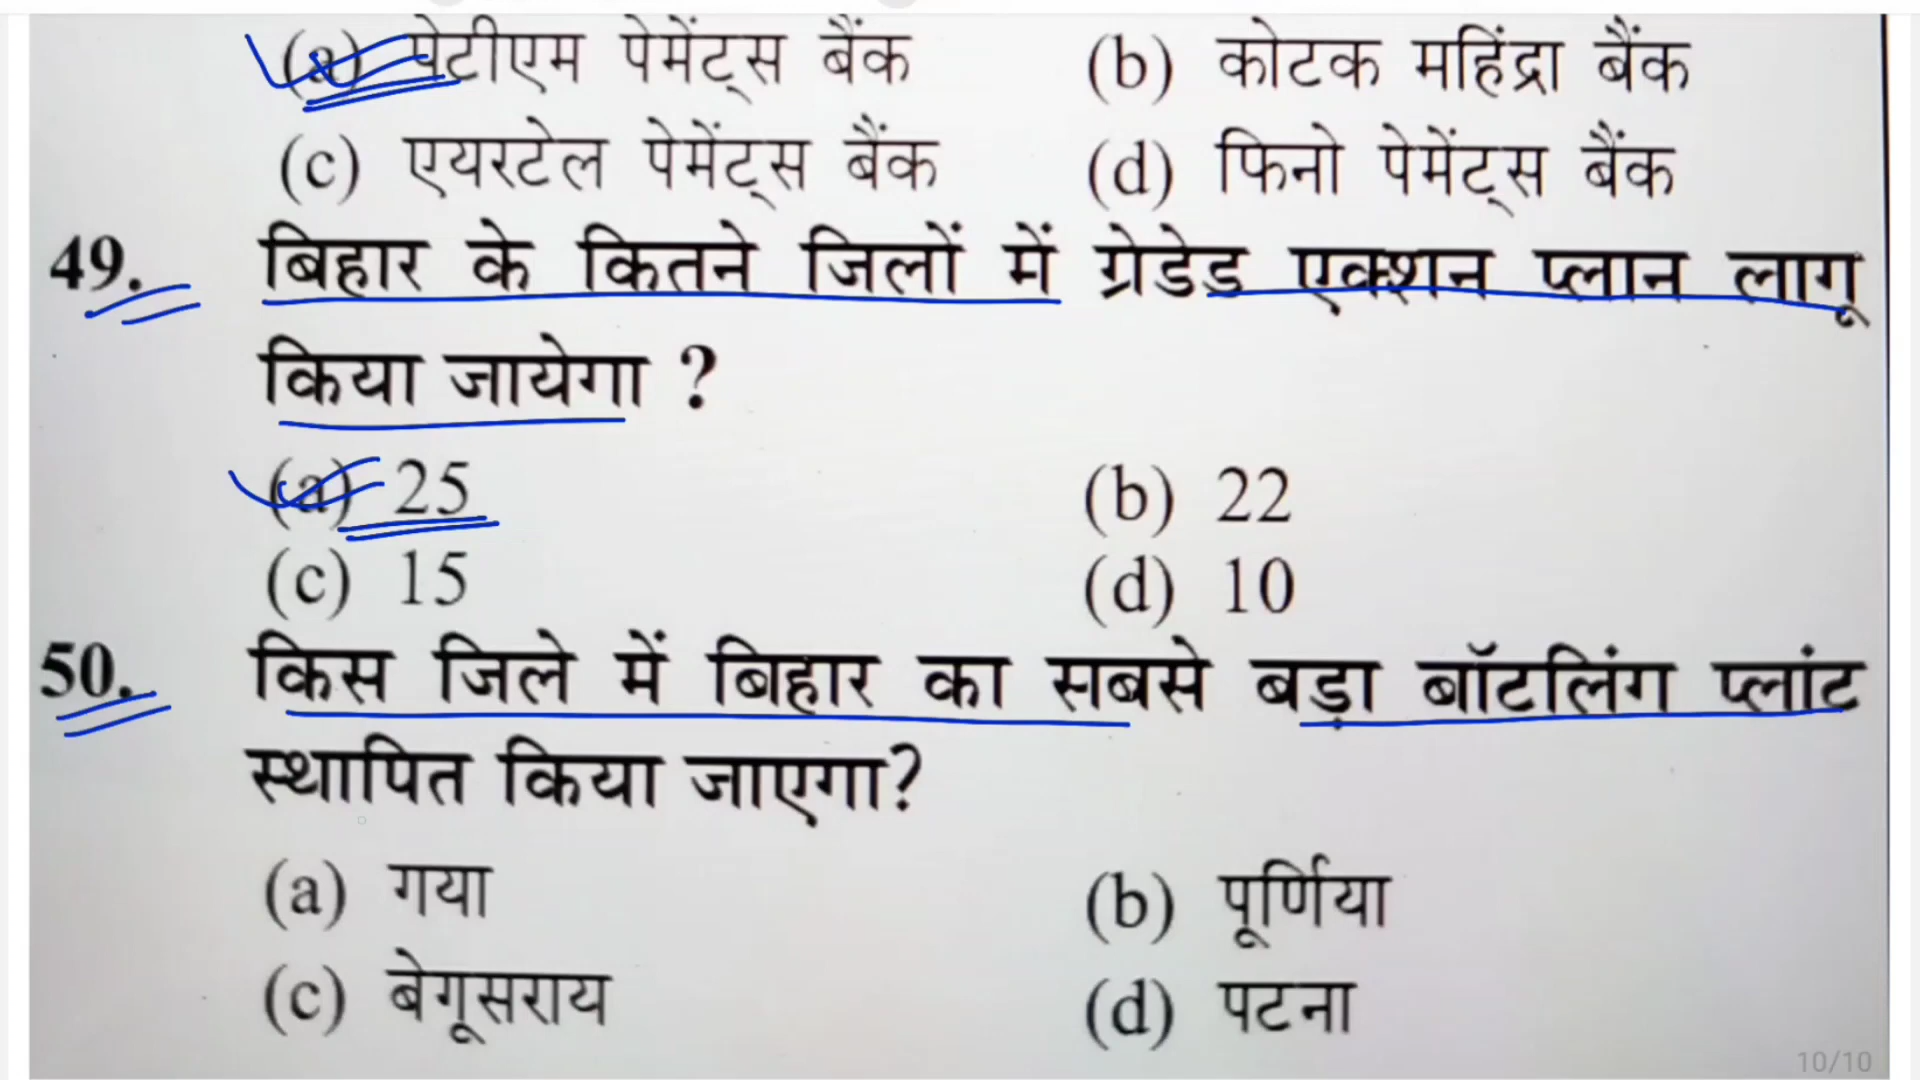 (a) पेटीएम पेमेंट्स बैंक (b) कोटक महिंद्रा बैंक
(c) एयरटेल पेमेंट्स बैंक (d) फिनो पेमेंट्स बैंक
49. बिहार के कितने जिलों में ग्रेडेड एक्शन प्लान लागू
किया जायेगा ?
(a) 25 (b) 22
(c) 15 (d) 10
50. किस जिले में बिहार का सबसे बड़ा बॉटलिंग प्लांट
स्थापित किया जाएगा?
(a) गया (b) पूर्णिया
(c) बेगूसराय (d) पटना
10/10